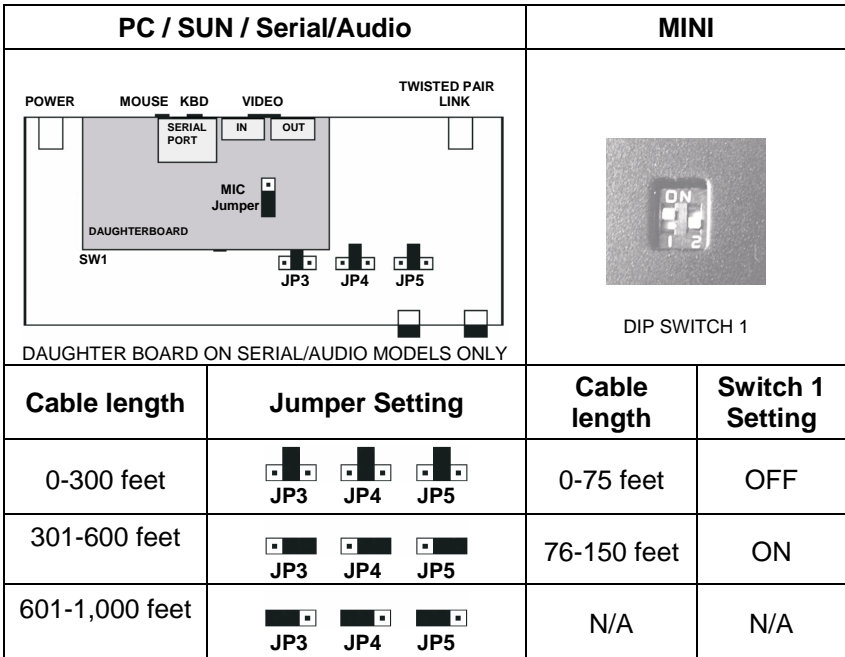 PC / SUN / Serial/Audio
MINI
POWER
MOUSE KBD
VIDEO
TWISTED PAIR
LINK
SERIAL
PORT
IN
OUT
MIC
Jumper
DAUGHTERBOARD
SW1
JP3 JP4 JP5
DAUGHTER BOARD ON SERIAL/AUDIO MODELS ONLY
ON
1 2
DIP SWITCH 1
Cable length
Jumper Setting
Cable
length
Switch 1
Setting
0-300 feet
JP3 JP4 JP5
0-75 feet
OFF
301-600 feet
JP3 JP4 JP5
76-150 feet
ON
601-1,000 feet
JP3 JP4 JP5
N/A
N/A